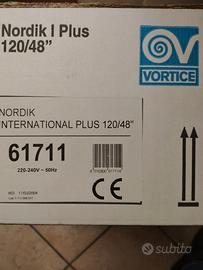 Nordik I Plus
120/48"
VORTICE
NORDIK
INTERNATIONAL PLUS 120/48"
61711
220-240V ~ 50Hz
subito